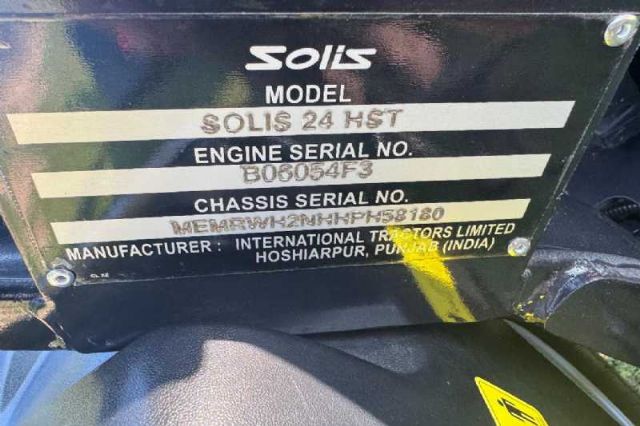 Solis
MODEL
SOLIS 24 HST
ENGINE SERIAL NO.
B06054F3
CHASSIS SERIAL NO.
MEMRWH2NHHPH58180
MANUFACTURER : INTERNATIONAL TRACTORS LIMITED
HOSHIARPUR, PUNJAB (INDIA)